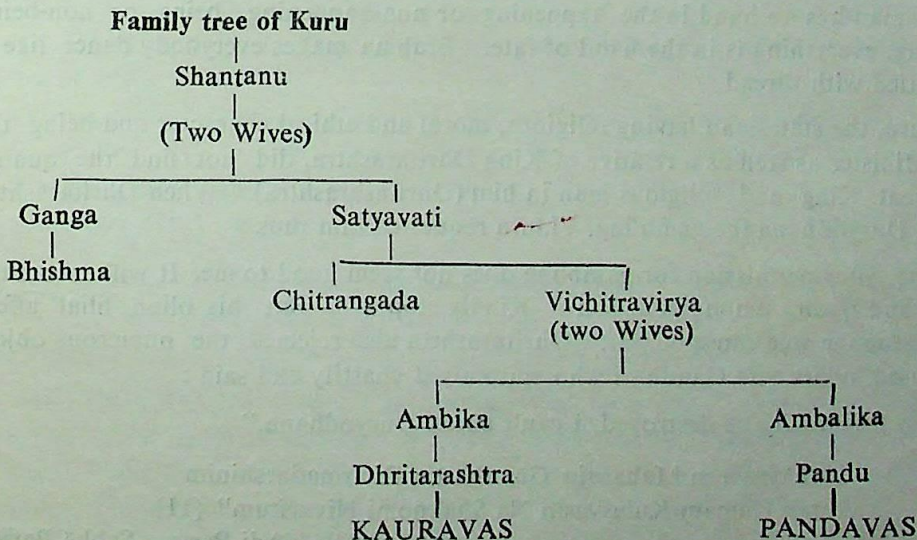 Family tree of Kuru
Shantanu
(Two Wives)
Ganga Satyavati
Bhishma Chitrangada Vichitravirya
(two Wives)
Ambika Ambalika
Dhritarashtra Pandu
KAURAVAS PANDAVAS